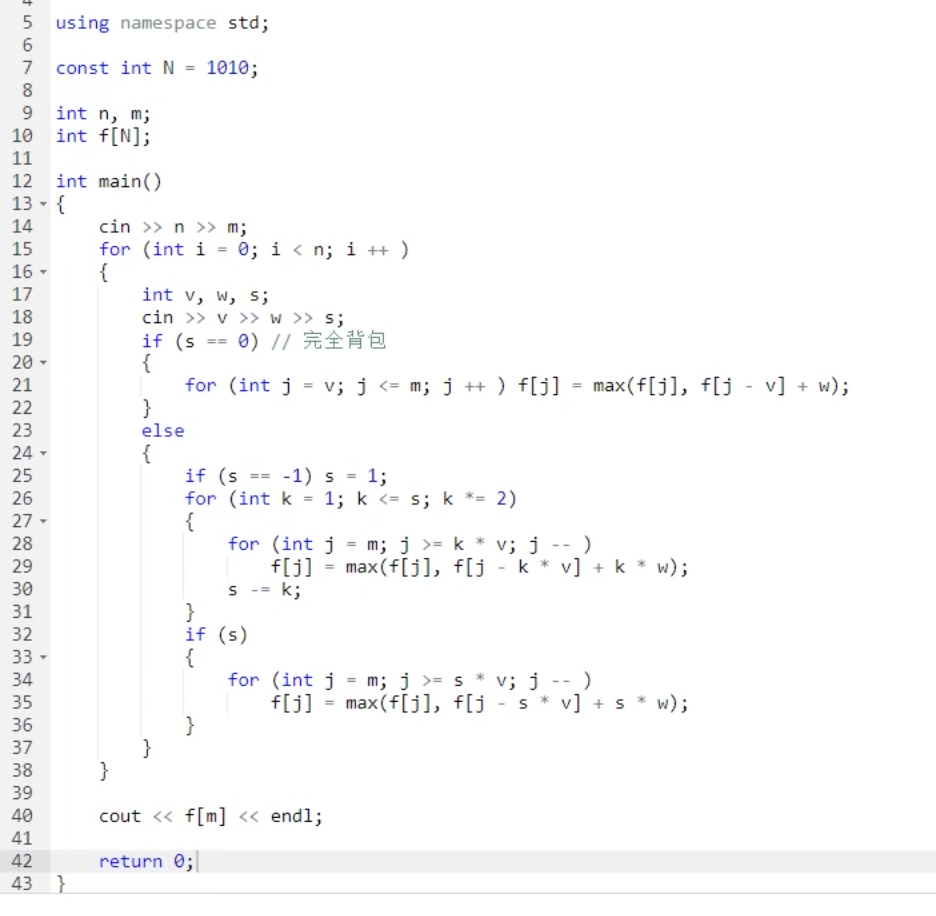 5 using namespace std;
6
7 const int N = 1010;
8
9 int n, m;
10 int f[N];
11
12 int main()
13 {
14     cin >> n >> m;
15     for (int i = 0; i < n; i ++ )
16     {
17         int v, w, s;
18         cin >> v >> w >> s;
19         if (s == 0) // 完全背包
20         {
21             for (int j = v; j <= m; j ++ ) f[j] = max(f[j], f[j - v] + w);
22         }
23         else
24         {
25             if (s == -1) s = 1;
26             for (int k = 1; k <= s; k *= 2)
27             {
28                 for (int j = m; j >= k * v; j -- )
29                     f[j] = max(f[j], f[j - k * v] + k * w);
30                 s -= k;
31             }
32             if (s)
33             {
34                 for (int j = m; j >= s * v; j -- )
35                     f[j] = max(f[j], f[j - s * v] + s * w);
36             }
37         }
38     }
39
40     cout << f[m] << endl;
41
42     return 0;
43 }